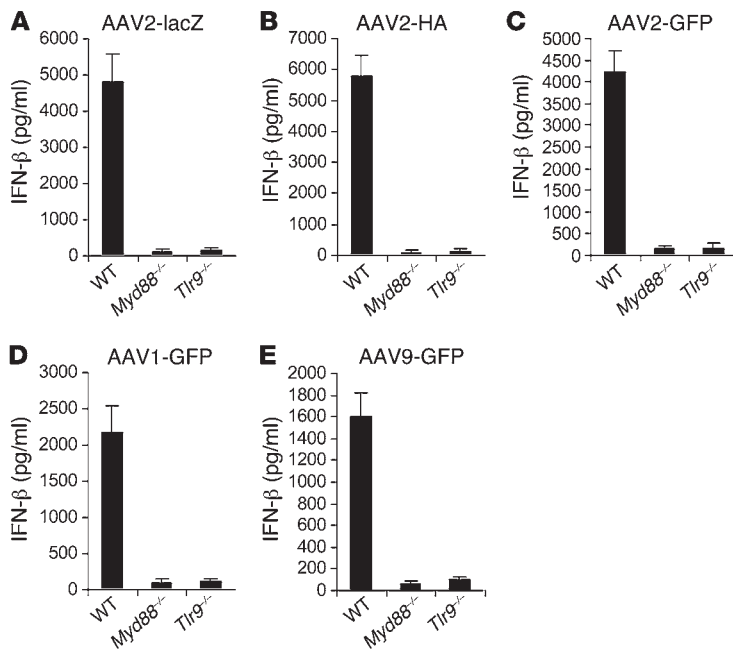 A AAV2-lacZ
IFN-β (pg/ml)
6000
5000
4000
3000
2000
1000
0
WT Myd88-/- Tlr9-/-
B AAV2-HA
IFN-β (pg/ml)
7000
6000
5000
4000
3000
2000
1000
0
WT Myd88-/- Tlr9-/-
C AAV2-GFP
IFN-β (pg/ml)
5000
4500
4000
3500
3000
2500
2000
1500
1000
500
0
WT Myd88-/- Tlr9-/-
D AAV1-GFP
IFN-β (pg/ml)
3000
2500
2000
1500
1000
500
0
WT Myd88-/- Tlr9-/-
E AAV9-GFP
IFN-β (pg/ml)
2000
1800
1600
1400
1200
1000
800
600
400
200
0
WT Myd88-/- Tlr9-/-